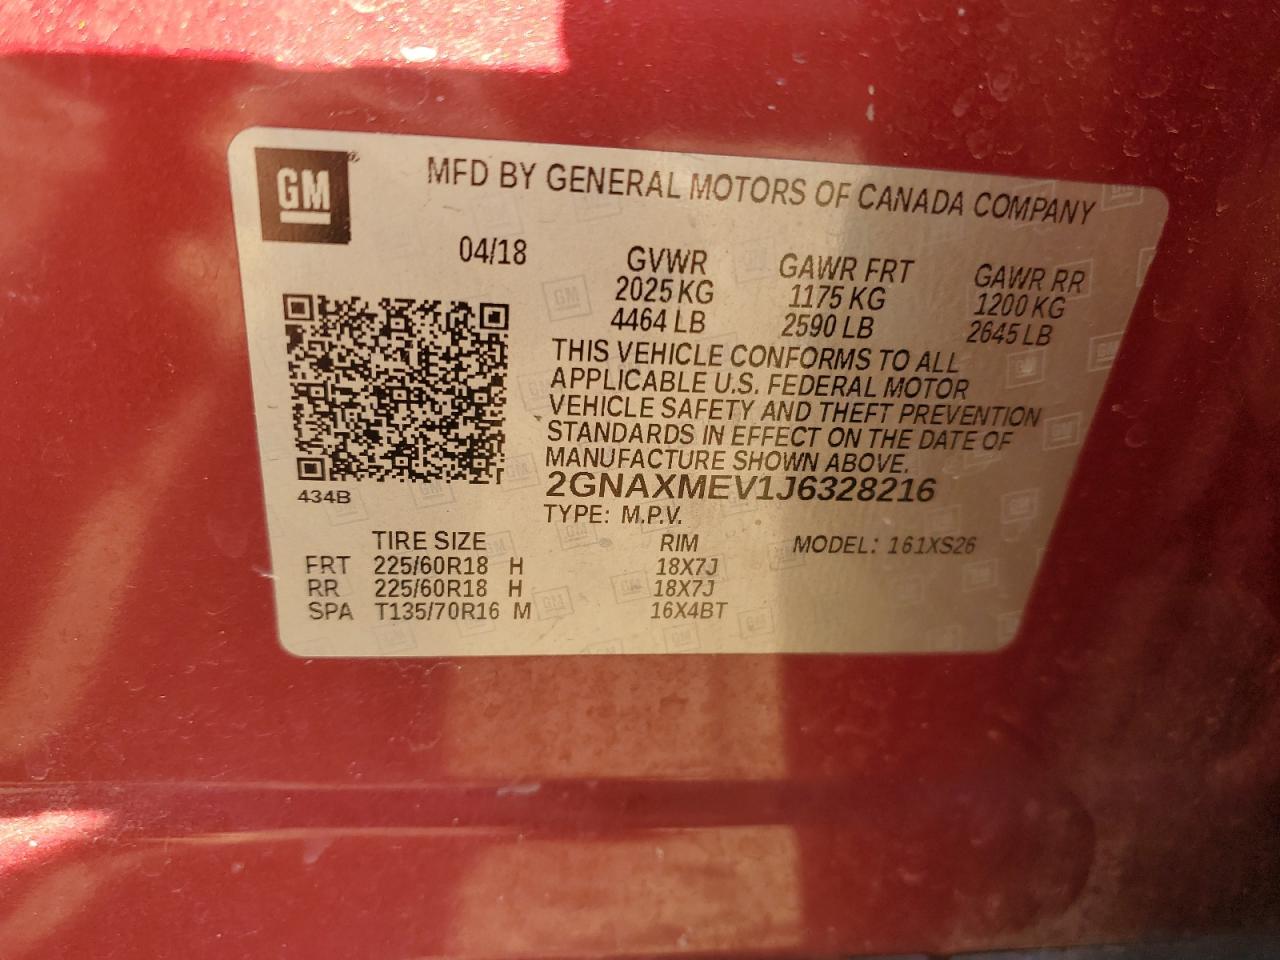 GM
MFD BY GENERAL MOTORS OF CANADA COMPANY
04/18 GVWR GAWR FRT GAWR RR
2025 KG 1175 KG 1200 KG
4464 LB 2590 LB 2645 LB
THIS VEHICLE CONFORMS TO ALL
APPLICABLE U.S. FEDERAL MOTOR
VEHICLE SAFETY AND THEFT PREVENTION
STANDARDS IN EFFECT ON THE DATE OF
MANUFACTURE SHOWN ABOVE.
434B 2GNAXMEV1J6328216
TYPE: M.P.V.
TIRE SIZE RIM MODEL: 161XS26
FRT 225/60R18 H 18X7J
RR 225/60R18 H 18X7J
SPA T135/70R16 M 16X4BT